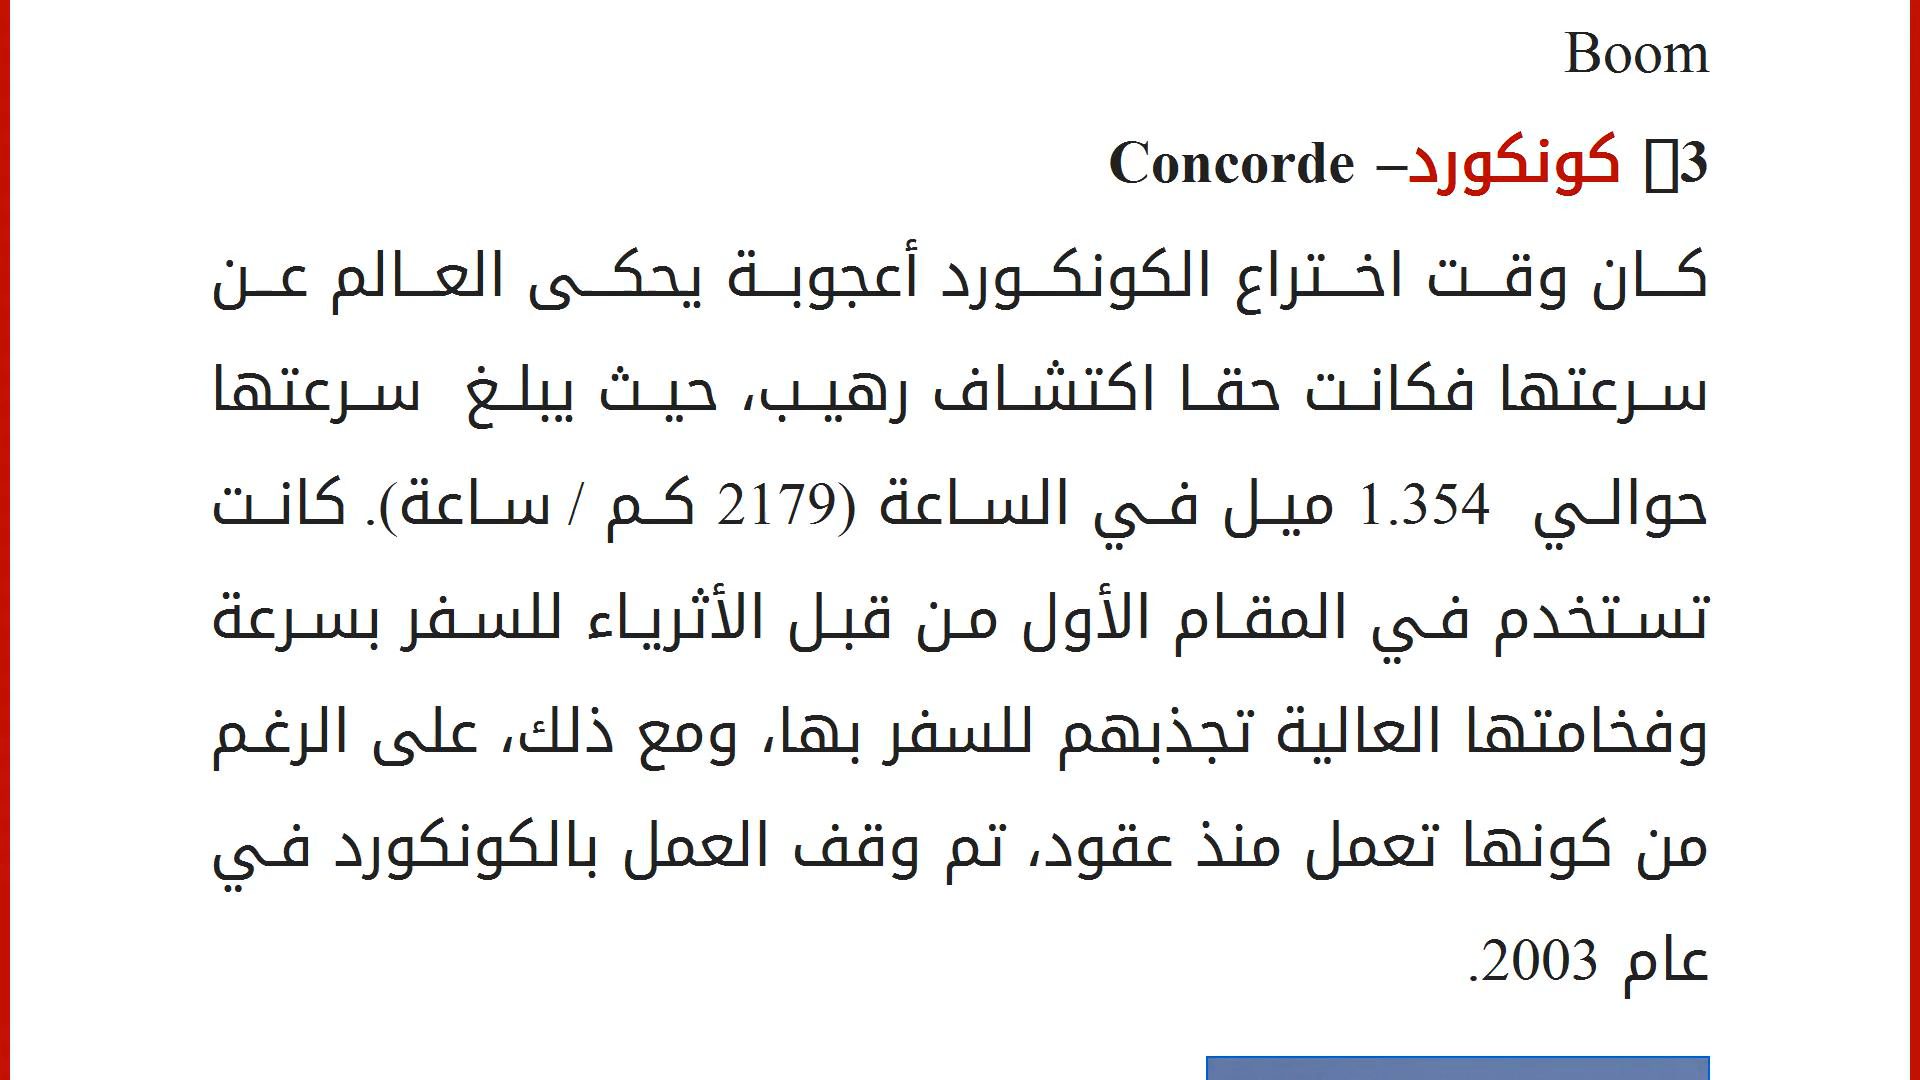 Boom
3 كونكورد– Concorde
كان وقت اختراع الكونكورد أعجوبة يحكى العالم عن
سرعتها فكانت حقا اكتشاف رهيب، حيث يبلغ سرعتها
حوالي 1.354 ميل في الساعة (2179 كم / ساعة). كانت
تستخدم في المقام الأول من قبل الأثرياء للسفر بسرعة
وفخامتها العالية تجذبهم للسفر بها، ومع ذلك، على الرغم
من كونها تعمل منذ عقود، تم وقف العمل بالكونكورد في
عام 2003.